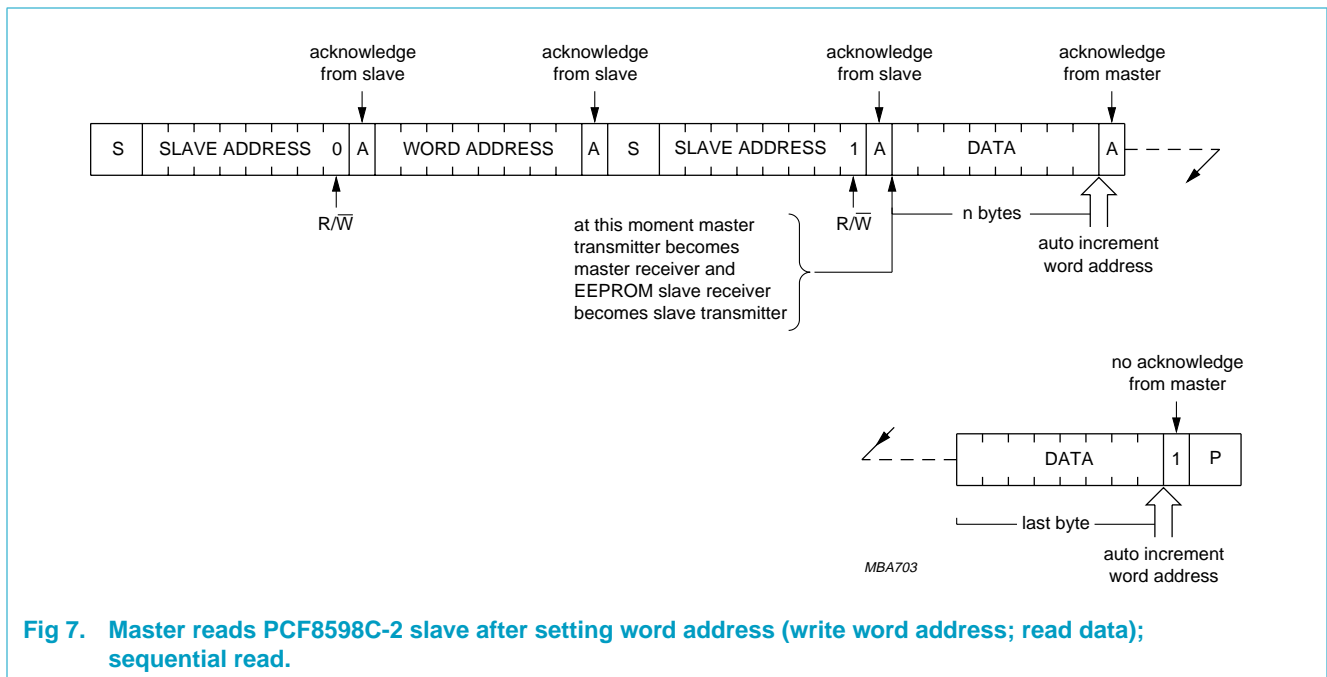 acknowledge
from slave
acknowledge
from slave
acknowledge
from slave
acknowledge
from master
S SLAVE ADDRESS 0 A WORD ADDRESS A S SLAVE ADDRESS 1 A DATA A
R/W̅
R/W̅
n bytes
at this moment master
transmitter becomes
master receiver and
EEPROM slave receiver
becomes slave transmitter
auto increment
word address
no acknowledge
from master
DATA 1 P
last byte
auto increment
word address
MBA703
Fig 7. Master reads PCF8598C-2 slave after setting word address (write word address; read data);
sequential read.